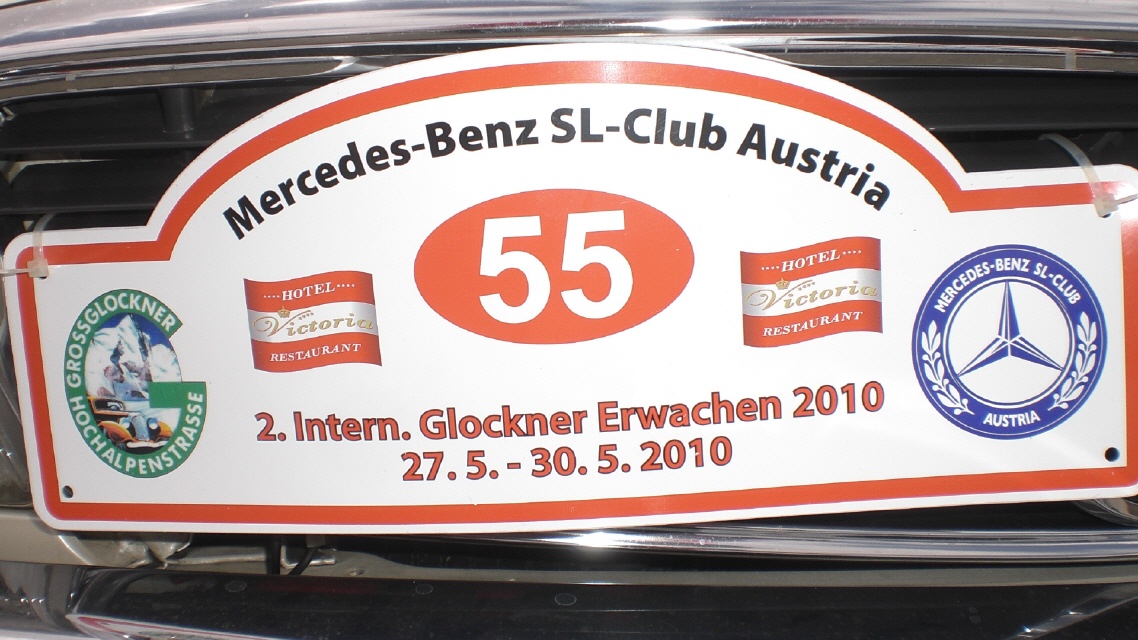 Mercedes-Benz SL-Club Austria
55
HOTEL
Victoria
RESTAURANT
HOTEL
Victoria
RESTAURANT
GROSSGLOCKNER
HOCHALPENSTRASSE
MERCEDES-BENZ SL-CLUB
AUSTRIA
2. Intern. Glockner Erwachen 2010
27. 5. - 30. 5. 2010